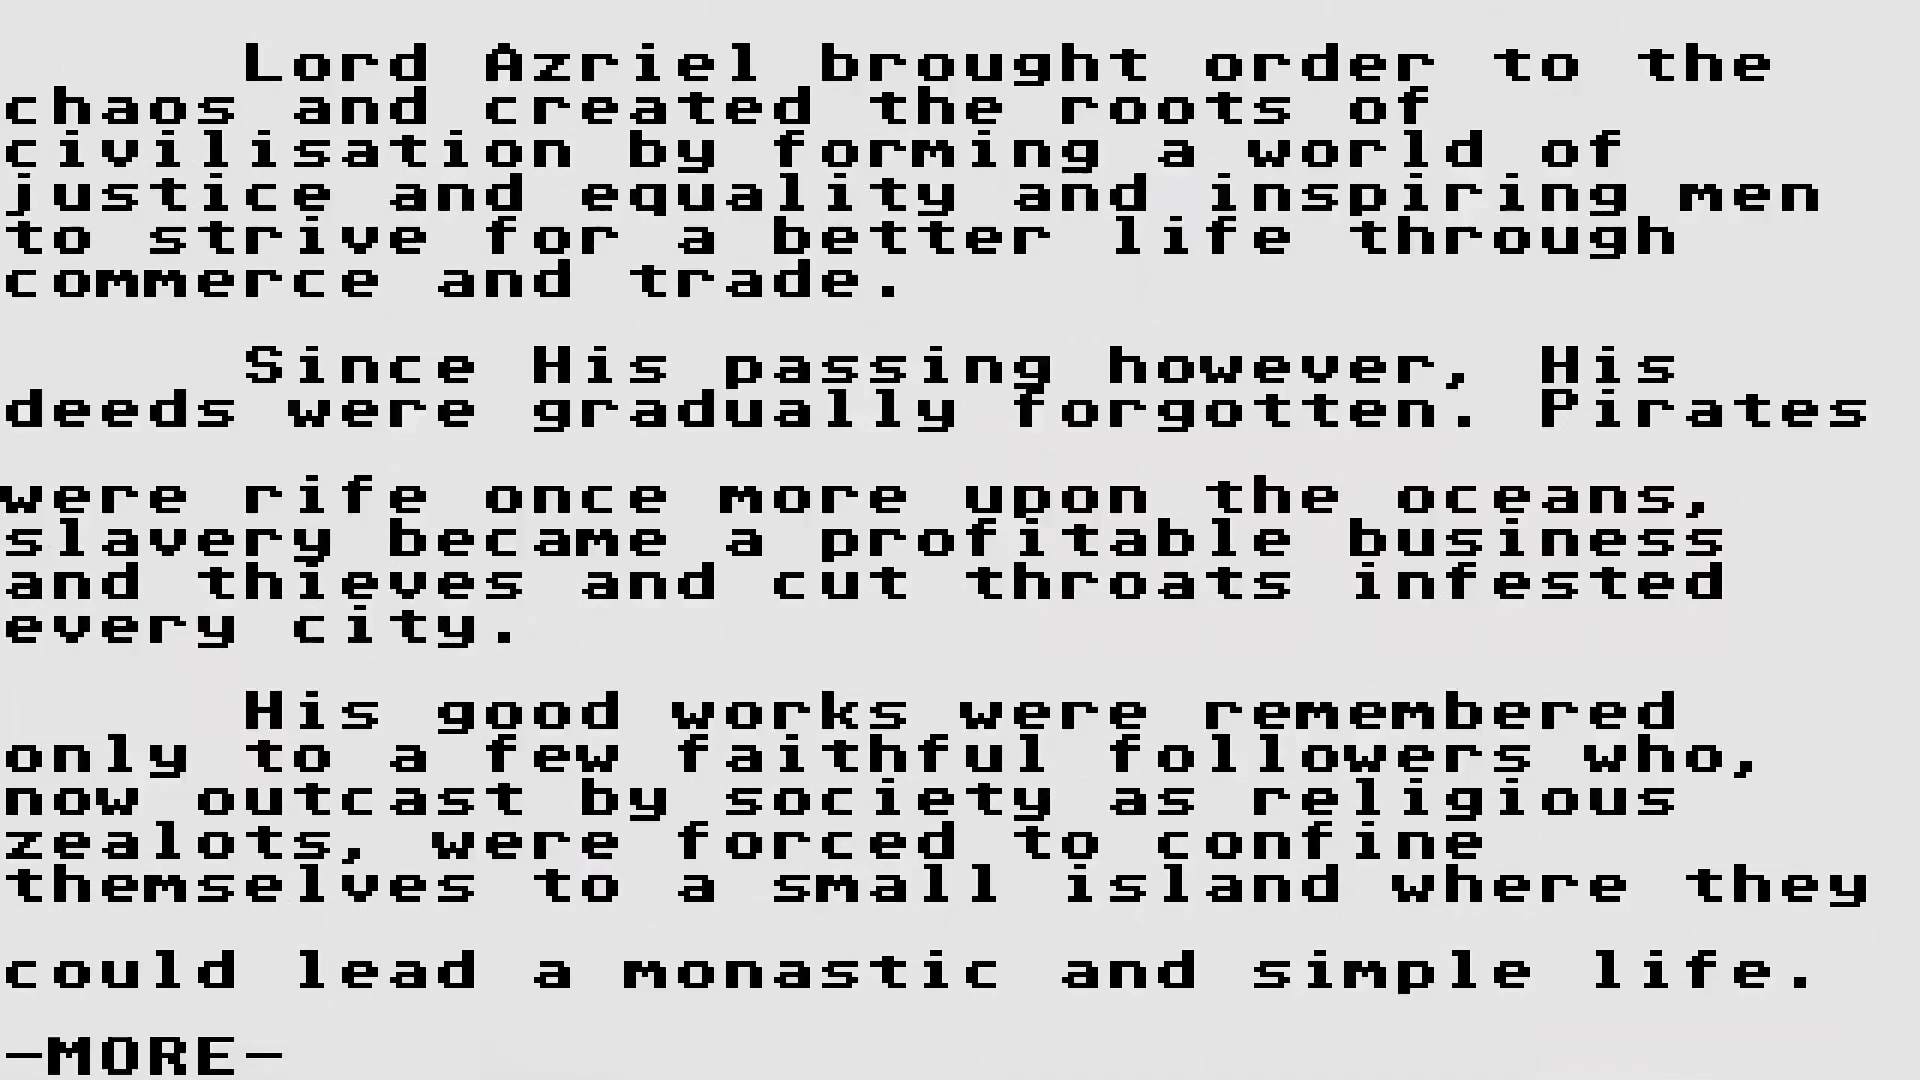 Lord Azriel brought order to the
chaos and created the roots of
civilisation by forming a world of
justice and equality and inspiring men
to strive for a better life through
commerce and trade.
Since His passing however, His
deeds were gradually forgotten. Pirates
were rife once more upon the oceans,
slavery became a profitable business
and thieves and cut throats infested
every city.
His good works were remembered
only to a few faithful followers who,
now outcast by society as religious
zealots, were forced to confine
themselves to a small island where they
could lead a monastic and simple life.
-MORE-